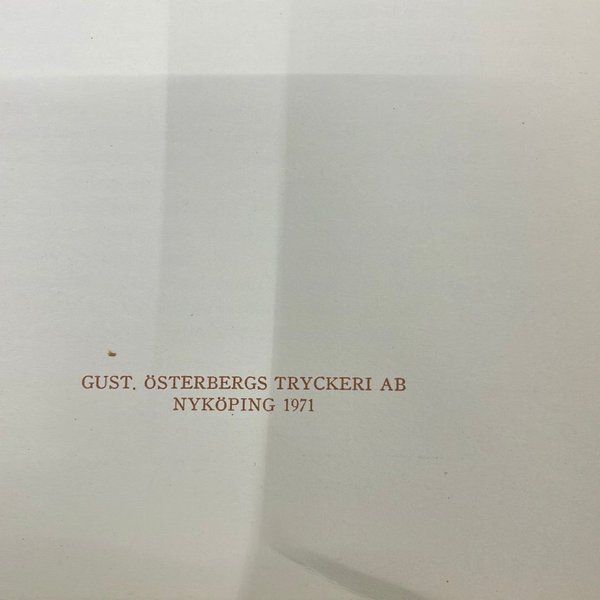 GUST. ÖSTERBERGS TRYCKERI AB
NYKÖPING 1971